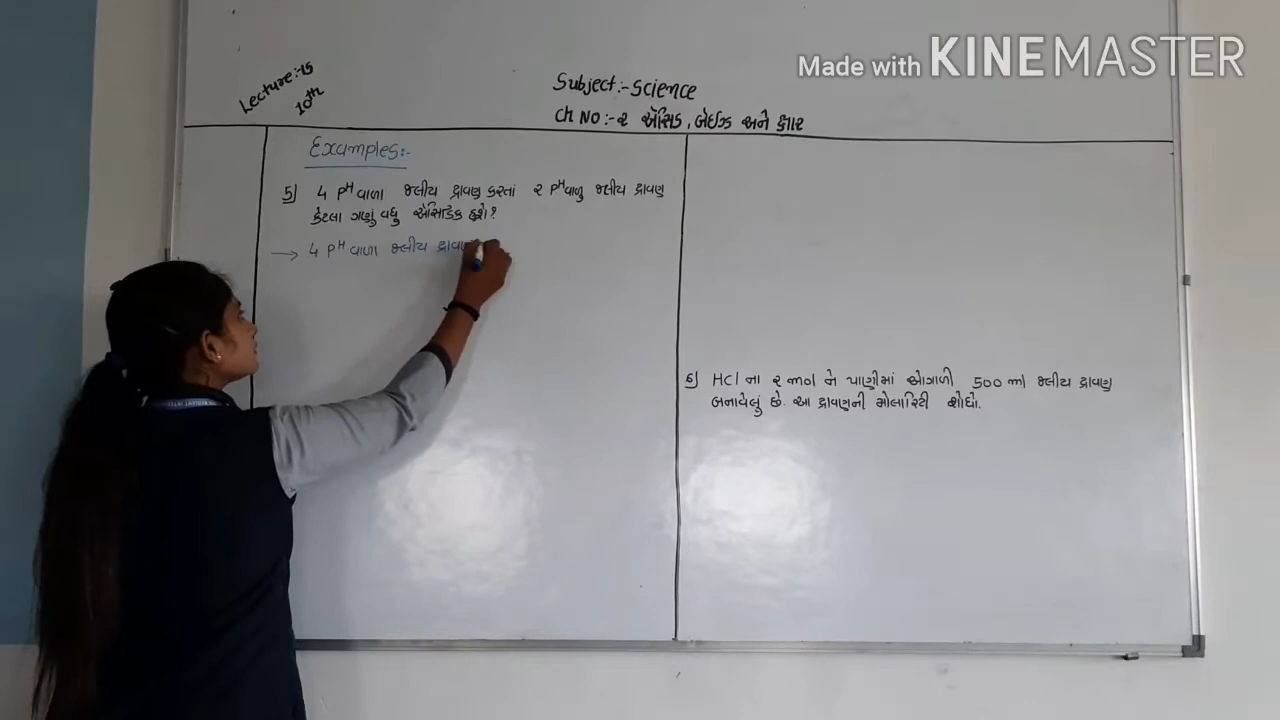 Made with KINEMASTER
Lecture:-15
10th
Subject:-Science
Ch No:-૨ ઍસિડ, બેઈઝ અને ક્ષાર
Examples:-
5) 4 PH વાળા જલીય દ્રાવણ કરતાં ૨ PH વાળુ જલીય દ્રાવણ
કેટલા ગણું વધુ ઍસિડિક હશે?
→ 4 PH વાળા જલીય દ્રાવણ
6) HCl ના ૨ mol ને પાણીમાં ઓગાળી 500 ml જલીય દ્રાવણ
બનાવેલું છે. આ દ્રાવણની મોલારિટી શોધો.